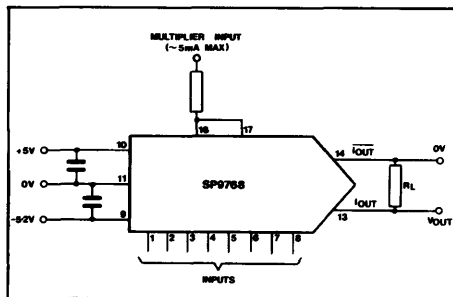 MULTIPLIER INPUT
(~5mA MAX)
16 17
+5V 10
0V 11
-5·2V 9
SP9768
14 IOUT 0V
RL
13 IOUT VOUT
1 2 3 4 5 6 7 8
INPUTS